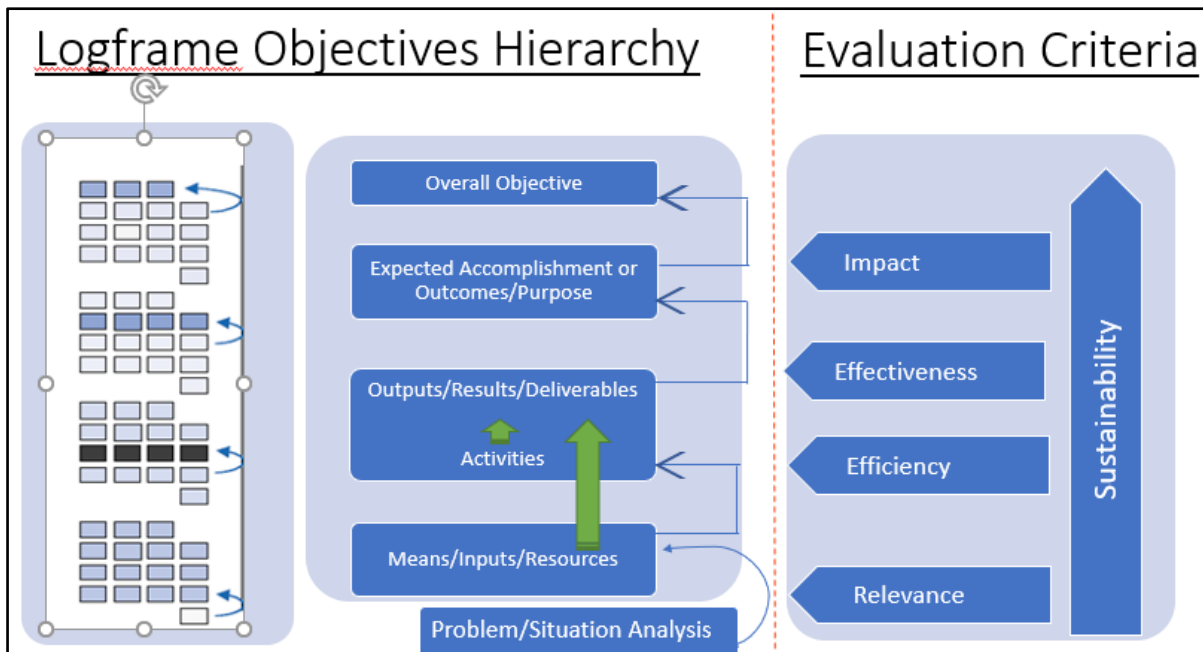 Logframe Objectives Hierarchy
Evaluation Criteria
Overall Objective
Expected Accomplishment or
Outcomes/Purpose
Outputs/Results/Deliverables
Activities
Means/Inputs/Resources
Problem/Situation Analysis
Impact
Effectiveness
Efficiency
Relevance
Sustainability